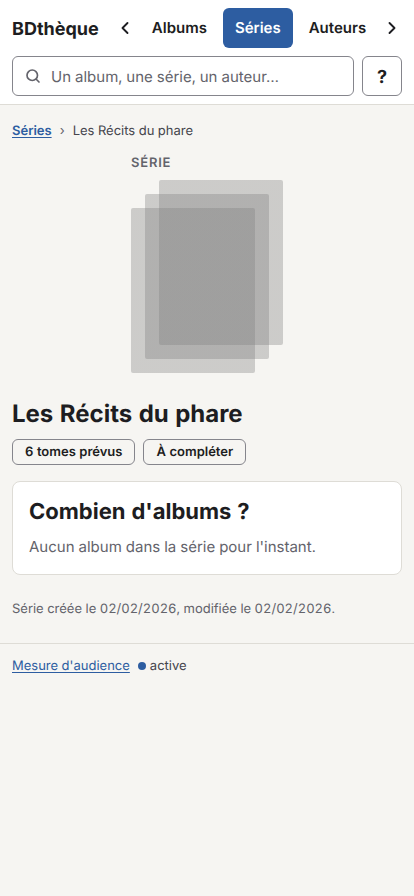 BDthèque
Albums
Séries
Auteurs
Un album, une série, un auteur...
?
Séries › Les Récits du phare
SÉRIE
Les Récits du phare
6 tomes prévus
À compléter
Combien d'albums ?
Aucun album dans la série pour l'instant.
Série créée le 02/02/2026, modifiée le 02/02/2026.
Mesure d'audience
active